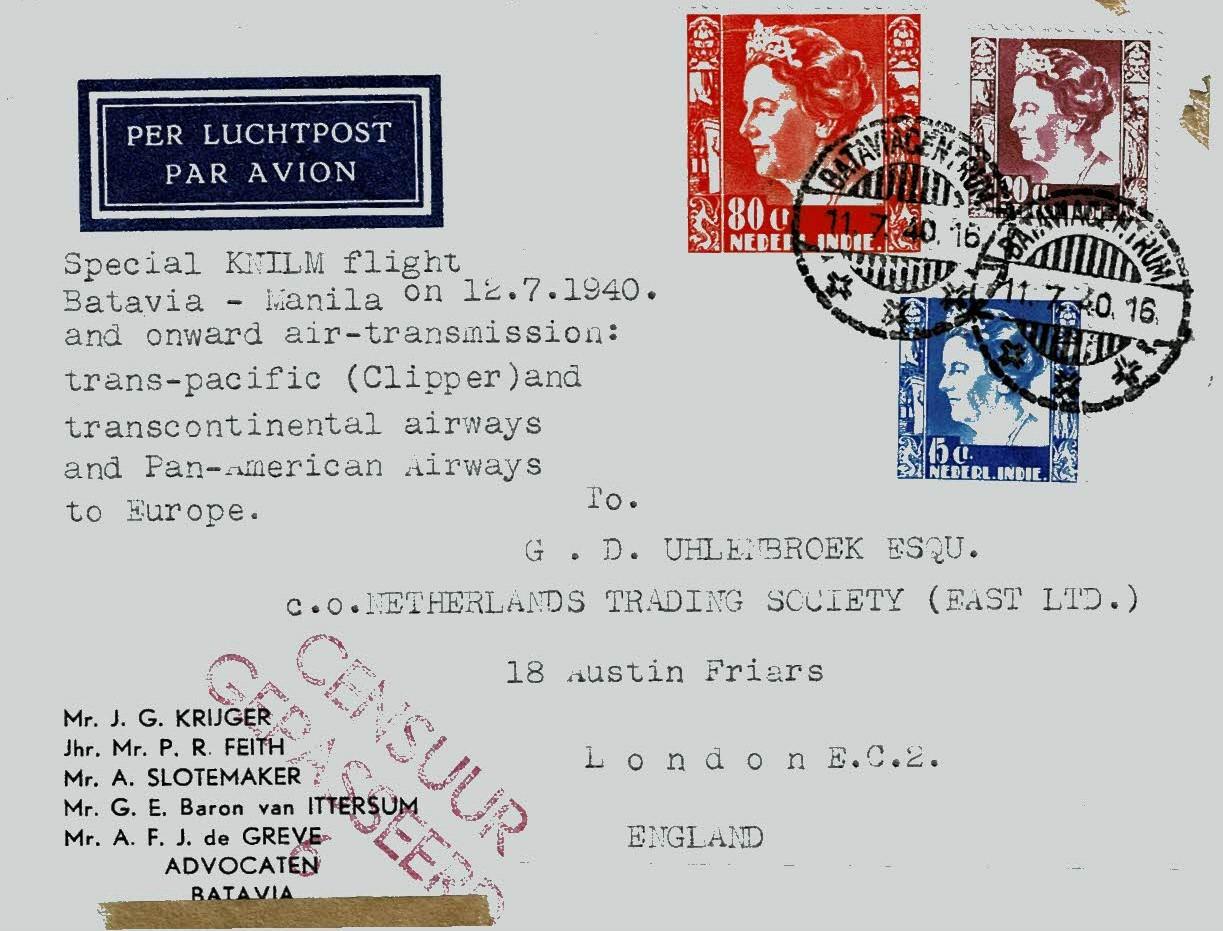 PER LUCHTPOST
PAR AVION
80 c
NEDERL. INDIE.
BATAVIACENTRUM
11. 7. 40. 16
BATAVIACENTRUM
11. 7. 40. 16.
15 c.
NEDERL. INDIE.
Special KNILM flight
Batavia - Manila on 12.7.1940.
and onward air-transmission:
trans-pacific (Clipper)and
transcontinental airways
and Pan-American Airways
to Europe.
To.
G . D. UHLENBROEK ESQU.
c.o.NETHERLANDS TRADING SOCIETY (EAST LTD.)
18 Austin Friars
L o n d o n E.C.2.
ENGLAND
CENSUUR
GEPASSEERD
6
Mr. J. G. KRIJGER
Jhr. Mr. P. R. FEITH
Mr. A. SLOTEMAKER
Mr. G. E. Baron van ITTERSUM
Mr. A. F. J. de GREVE
ADVOCATEN
BATAVIA